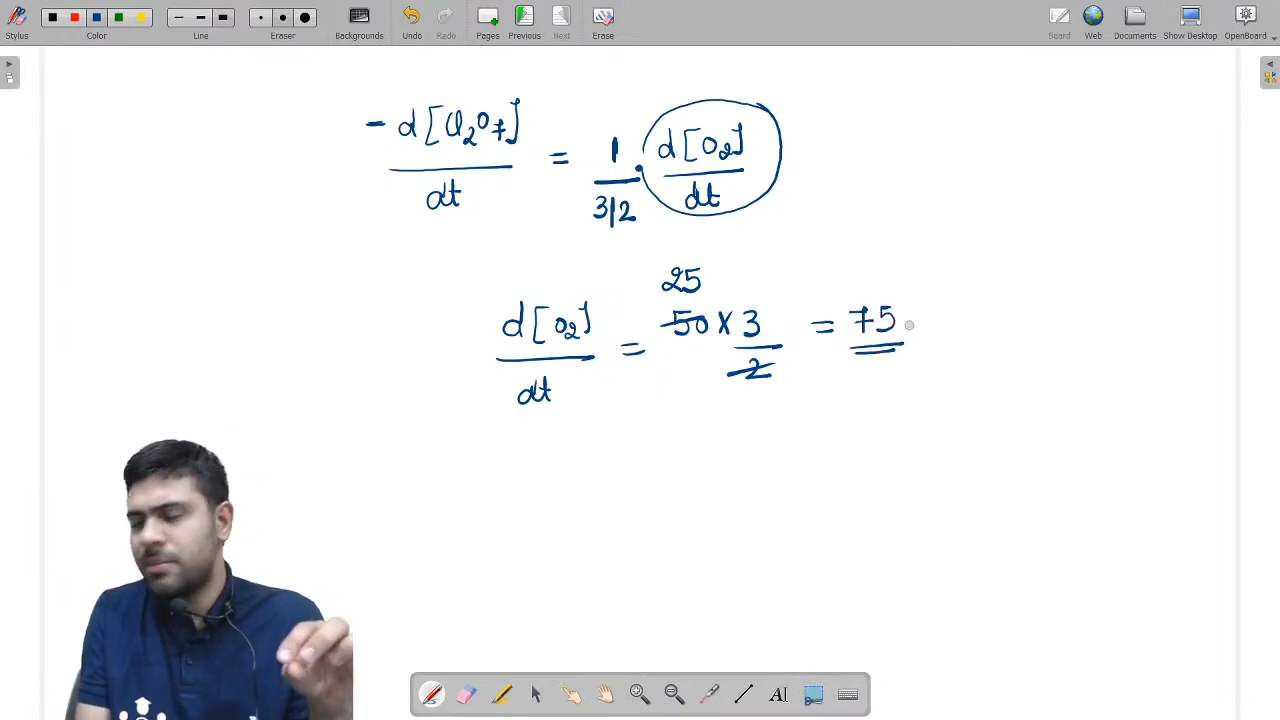 Stylus Color Line Eraser Backgrounds Undo Redo Pages Previous Next Erase Board Web Documents Show Desktop OpenBoard
- d[Cl₂O₇]/dt = 1/(3/2) . d[O₂]/dt
25
d[O₂]/dt = 50 × 3/2 = 75